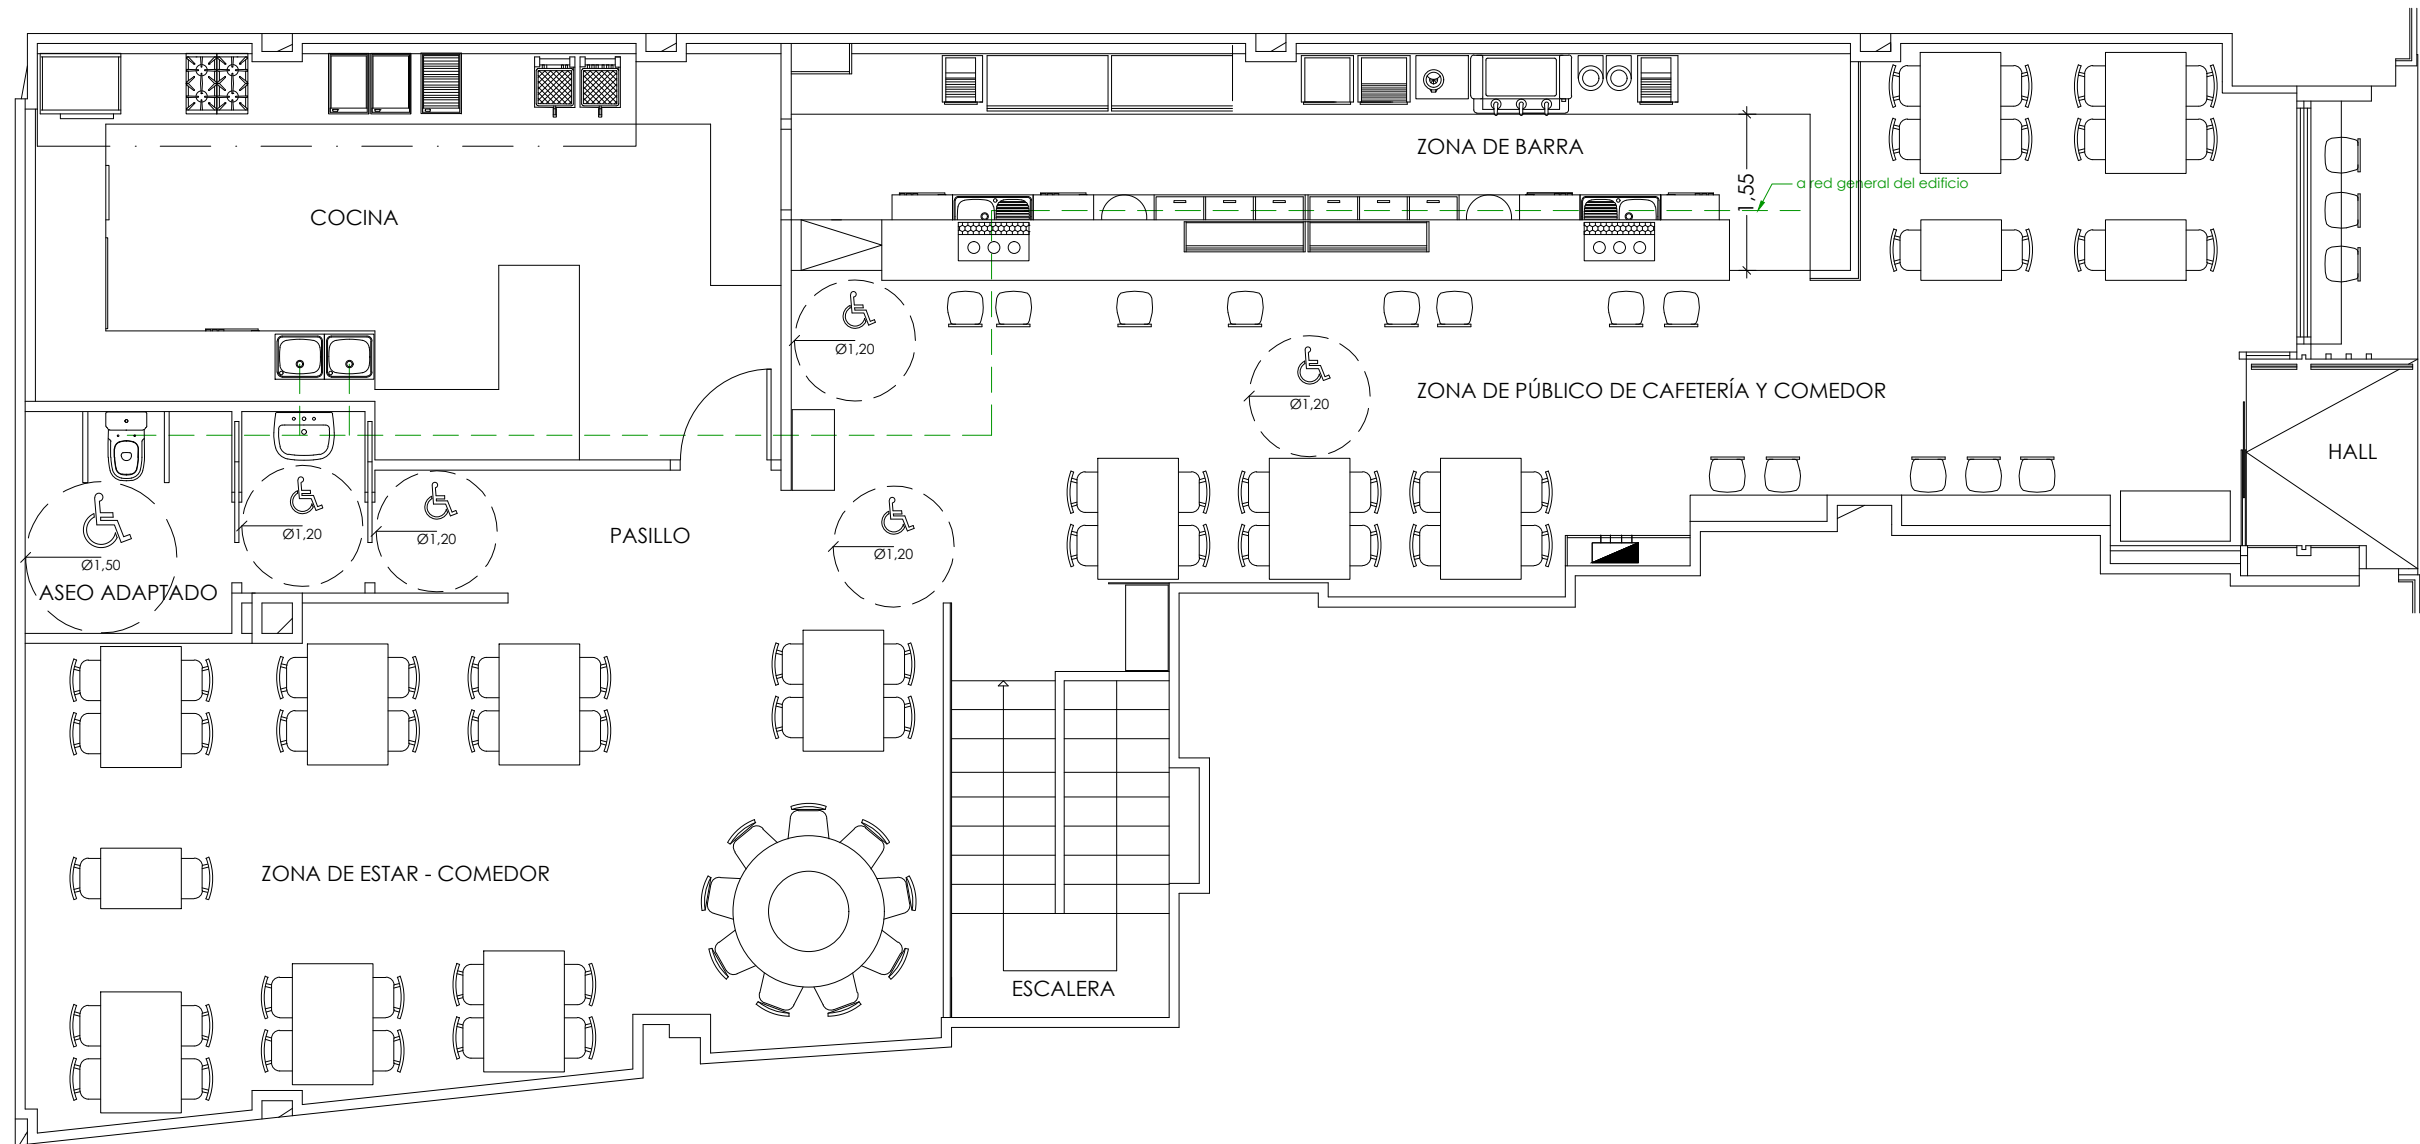 ZONA DE BARRA
1,55
a red general del edificio
COCINA
Ø1,20
Ø1,20
ZONA DE PÚBLICO DE CAFETERÍA Y COMEDOR
HALL
Ø1,20
Ø1,20
Ø1,20
PASILLO
Ø1,50
ASEO ADAPTADO
ZONA DE ESTAR - COMEDOR
ESCALERA